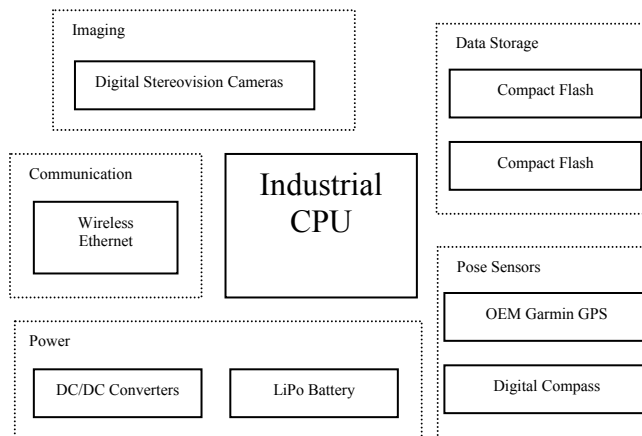 Imaging
Digital Stereovision Cameras
Data Storage
Compact Flash
Compact Flash
Communication
Wireless
Ethernet
Industrial
CPU
Pose Sensors
OEM Garmin GPS
Digital Compass
Power
DC/DC Converters
LiPo Battery